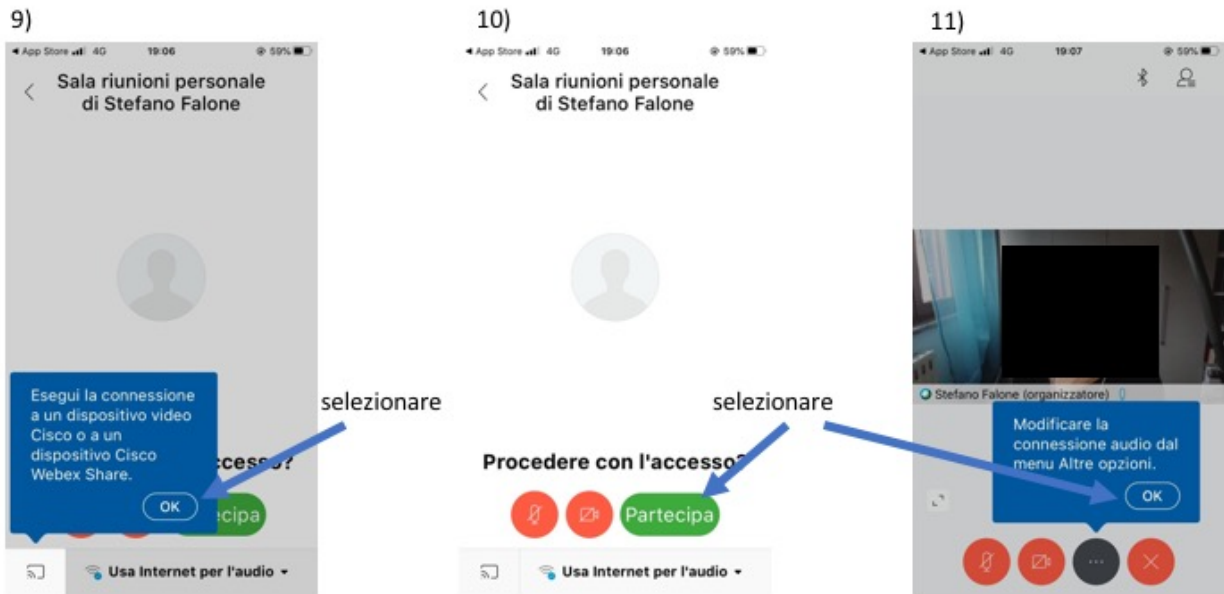 9)
App Store 4G 19:06 59%
Sala riunioni personale
di Stefano Falone
Esegui la connessione
a un dispositivo video
Cisco o a un
dispositivo Cisco
Webex Share.
OK
ccesso?
ecipa
Usa Internet per l'audio
selezionare
10)
App Store 4G 19:06 59%
Sala riunioni personale
di Stefano Falone
Procedere con l'accesso?
Partecipa
Usa Internet per l'audio
selezionare
11)
App Store 4G 19:07 59%
Stefano Falone (organizzatore)
Modificare la
connessione audio dal
menu Altre opzioni.
OK